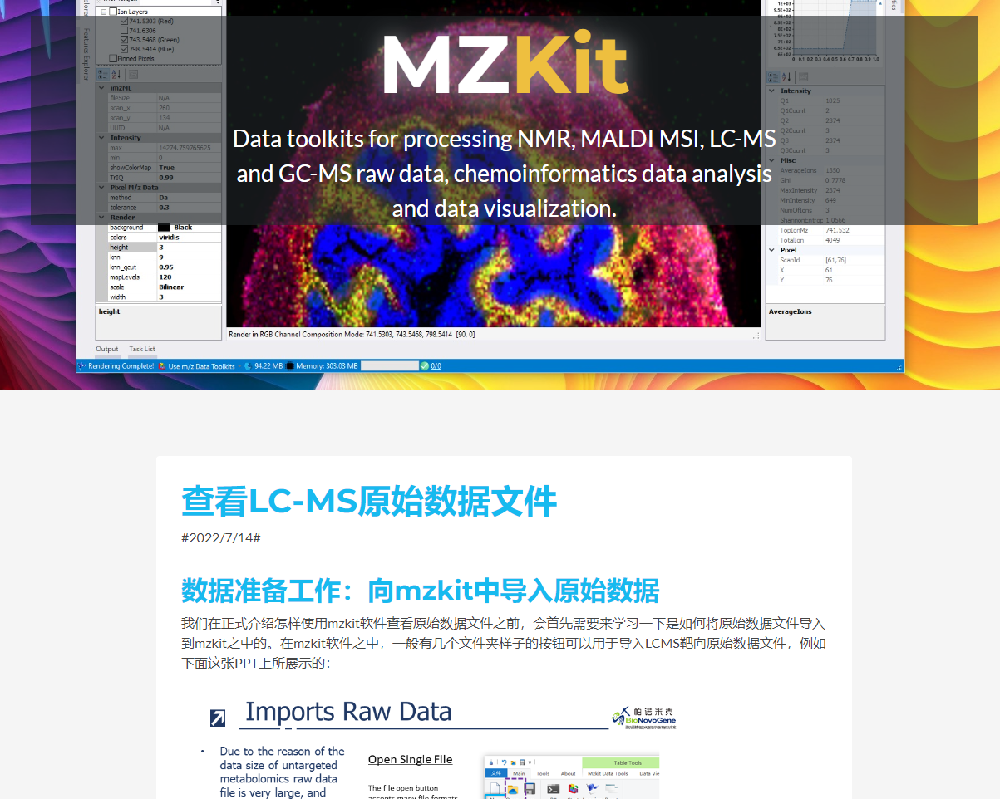 Ion Layers
741.5303 (Red)
741.6306
743.5468 (Green)
798.5414 (Blue)
Pinned Pixels
Features Explorer
imzML
fileSize N/A
scan_x 260
scan_y 134
UUID N/A
Intensity
max 14274.759765625
min 0
showColorMap True
TrIQ 0.99
Pixel M/z Data
method Da
tolerance 0.3
Render
background Black
colors viridis
height 3
knn 9
knn_qcut 0.95
mapLevels 120
scale Bilinear
width 3
height
Output Task List
MZKit
Data toolkits for processing NMR, MALDI MSI, LC-MS
and GC-MS raw data, chemoinformatics data analysis
and data visualization.
Render in RGB Channel Composition Mode: 741.5303, 743.5468, 798.5414 [90, 0]
1E+03
9.5E+02
9E+02
8.5E+02
8E+02
7.5E+02
7E+02
6.5E+02
6E+02
0 0.1 0.2 0.3 0.4 0.5 0.6 0.7 0.8 0.9 1.0
Intensity
Q1 1025
Q1Count 2
Q2 2374
Q2Count 3
Q3 2374
Q3Count 3
Misc
AverageIons 1350
Gini 0.7778
MaxIntensity 2374
MinIntensity 649
NumOfIons 3
ShannonEntrop 1.0566
TopIonMz 741.532
TotalIon 4049
Pixel
ScanId [61,76]
X 61
Y 76
AverageIons
Rendering Complete! Use m/z Data Toolkits 94.22 MB Memory: 303.03 MB 0/0
查看LC-MS原始数据文件
#2022/7/14#
数据准备工作：向mzkit中导入原始数据
我们在正式介绍怎样使用mzkit软件查看原始数据文件之前，会首先需要来学习一下是如何将原始数据文件导入
到mzkit之中的。在mzkit软件之中，一般有几个文件夹样子的按钮可以用于导入LCMS靶向原始数据文件，例如
下面这张PPT上所展示的：
Imports Raw Data
帕诺米克
BioNovoGene
• Due to the reason of the
data size of untargeted
metabolomics raw data
file is very large, and
Open Single File
The file open button
accepts many file formats
Table Tools
文件 Main Tools About Mzkit Data Tools Data Vie